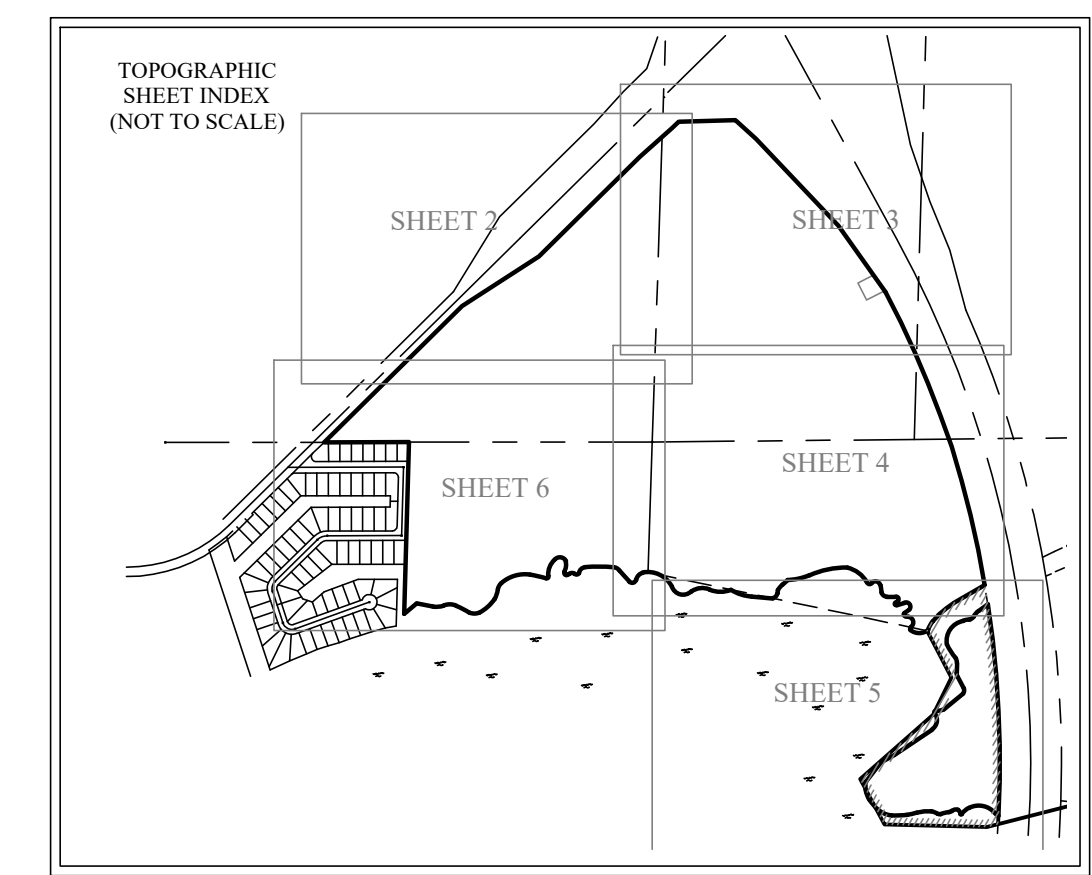 TOPOGRAPHIC
SHEET INDEX
(NOT TO SCALE)
SHEET 2
SHEET 3
SHEET 4
SHEET 6
SHEET 5